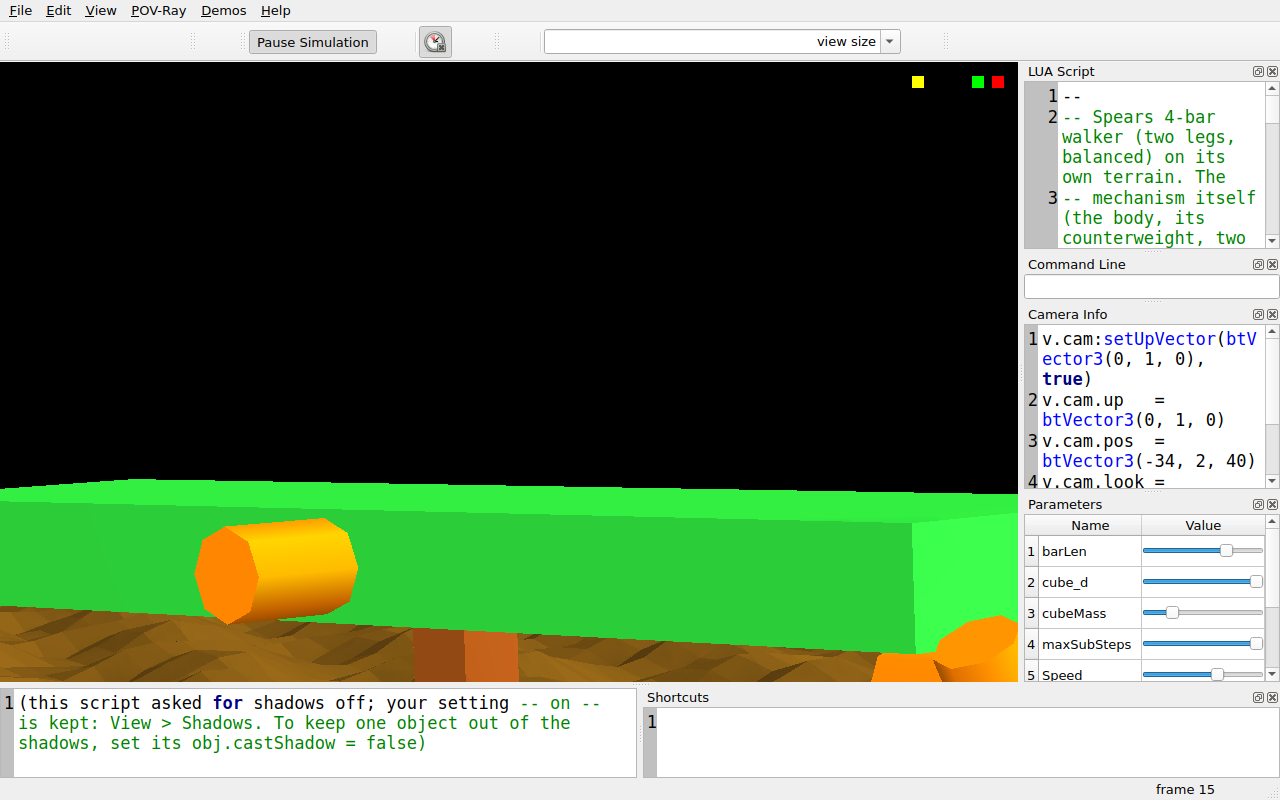 File Edit View POV-Ray Demos Help
Pause Simulation
view size
LUA Script
1 --
2 -- Spears 4-bar
walker (two legs,
balanced) on its
own terrain. The
3 -- mechanism itself
(the body, its
counterweight, two
Command Line
Camera Info
1 v.cam:setUpVector(btV
ector3(0, 1, 0),
true)
2 v.cam.up   =
btVector3(0, 1, 0)
3 v.cam.pos  =
btVector3(-34, 2, 40)
4 v.cam.look =
Parameters
Name Value
1 barLen
2 cube_d
3 cubeMass
4 maxSubSteps
5 Speed
1 (this script asked for shadows off; your setting -- on --
is kept: View > Shadows. To keep one object out of the
shadows, set its obj.castShadow = false)
Shortcuts
1
frame 15